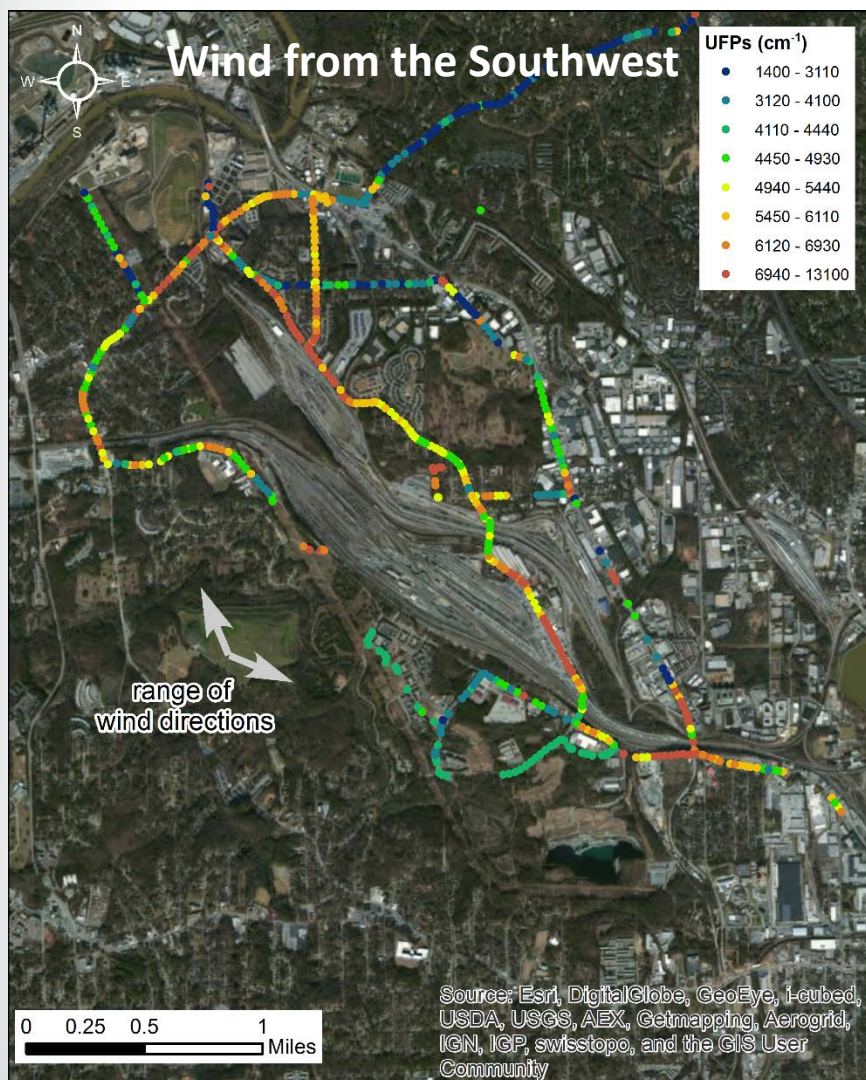 Wind from the Southwest
N
W
E
S
UFPs (cm-1)
1400 - 3110
3120 - 4100
4110 - 4440
4450 - 4930
4940 - 5440
5450 - 6110
6120 - 6930
6940 - 13100
range of
wind directions
0 0.25 0.5 1
Miles
Source: Esri, DigitalGlobe, GeoEye, i-cubed,
USDA, USGS, AEX, Getmapping, Aerogrid,
IGN, IGP, swisstopo, and the GIS User
Community